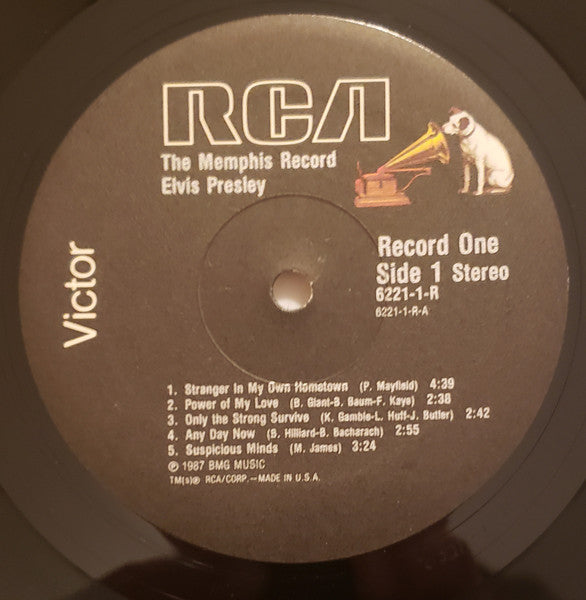 RCA
The Memphis Record
Elvis Presley
Victor
Record One
Side 1 Stereo
6221-1-R
6221-1-R-A
1. Stranger In My Own Hometown (P. Mayfield) 4:39
2. Power of My Love (B. Giant-B. Baum-F. Kaye) 2:38
3. Only the Strong Survive (K. Gamble-L. Huff-J. Butler) 2:42
4. Any Day Now (B. Hilliard-B. Bacharach) 2:55
5. Suspicious Minds (M. James) 3:24
℗ 1987 BMG MUSIC
TM(s)® RCA/CORP.—MADE IN U.S.A.